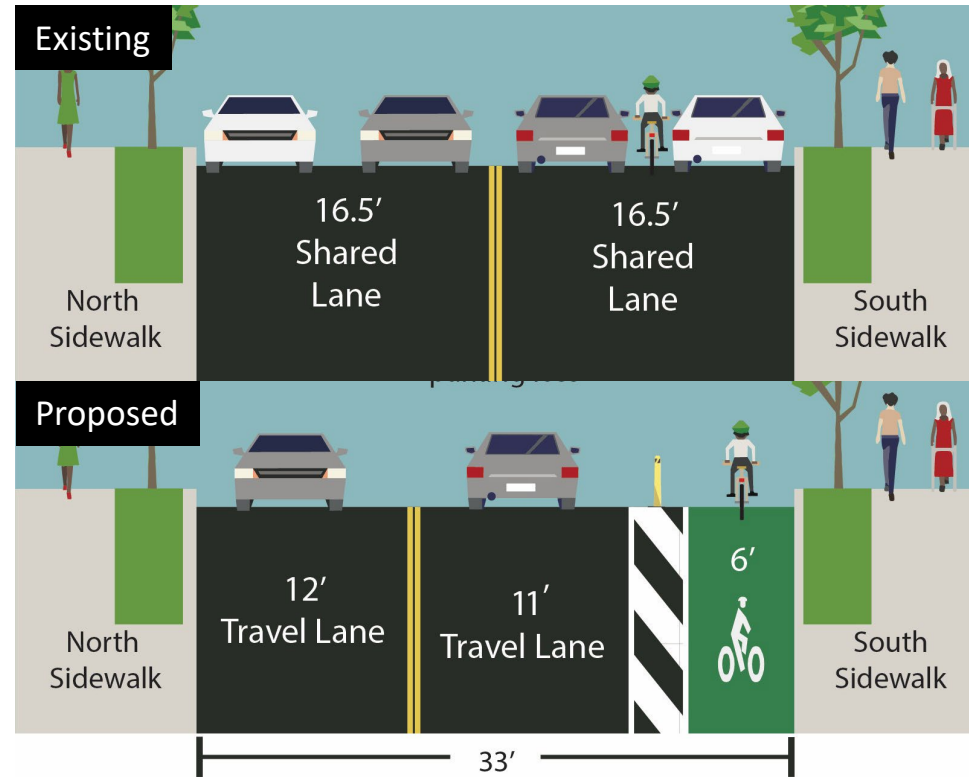 Existing
16.5’
Shared
Lane
16.5’
Shared
Lane
North
Sidewalk
South
Sidewalk
Proposed
12’
Travel Lane
11’
Travel Lane
6’
North
Sidewalk
South
Sidewalk
33’